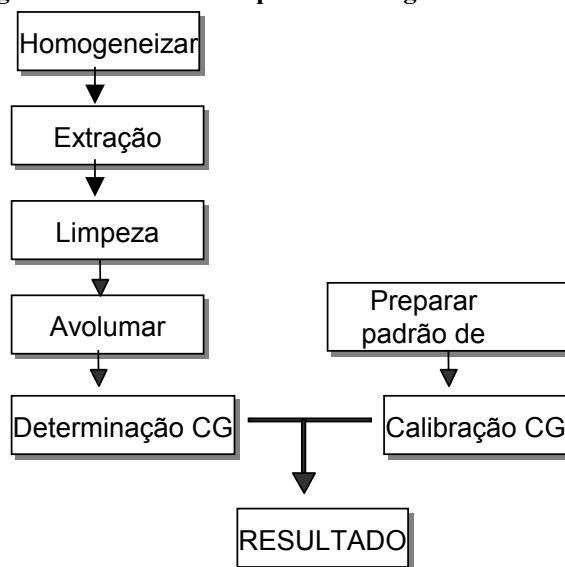 Homogeneizar
Extração
Limpeza
Avolumar
Preparar
padrão de
Determinação CG
Calibração CG
RESULTADO